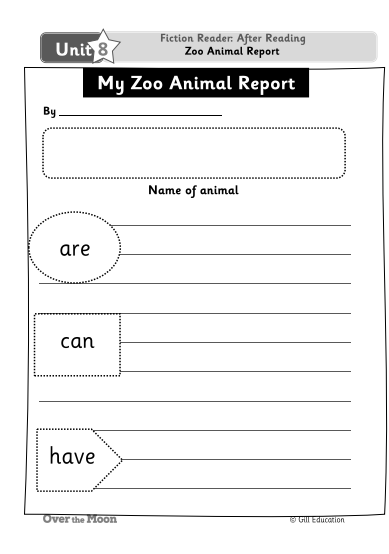 Unit 8
Fiction Reader: After Reading
Zoo Animal Report
My Zoo Animal Report
By
Name of animal
are
can
have
Over the Moon
© Gill Education